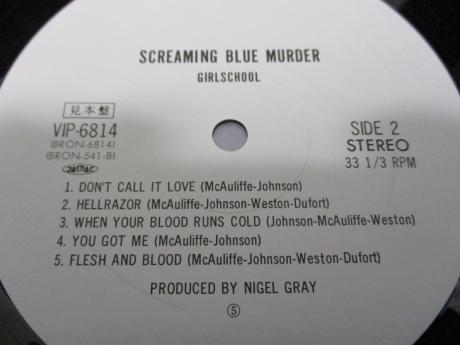 SCREAMING BLUE MURDER
GIRLSCHOOL
見本盤
VIP-6814
(BRON-6814)
(BRON-541-B)
JASRAC
SIDE 2
STEREO
33 1/3 RPM
1. DON'T CALL IT LOVE (McAuliffe-Johnson)
2. HELLRAZOR (McAuliffe-Johnson-Weston-Dufort)
3. WHEN YOUR BLOOD RUNS COLD (Johnson-McAuliffe-Weston)
4. YOU GOT ME (McAuliffe-Johnson)
5. FLESH AND BLOOD (McAuliffe-Johnson-Weston-Dufort)
PRODUCED BY NIGEL GRAY
⑤